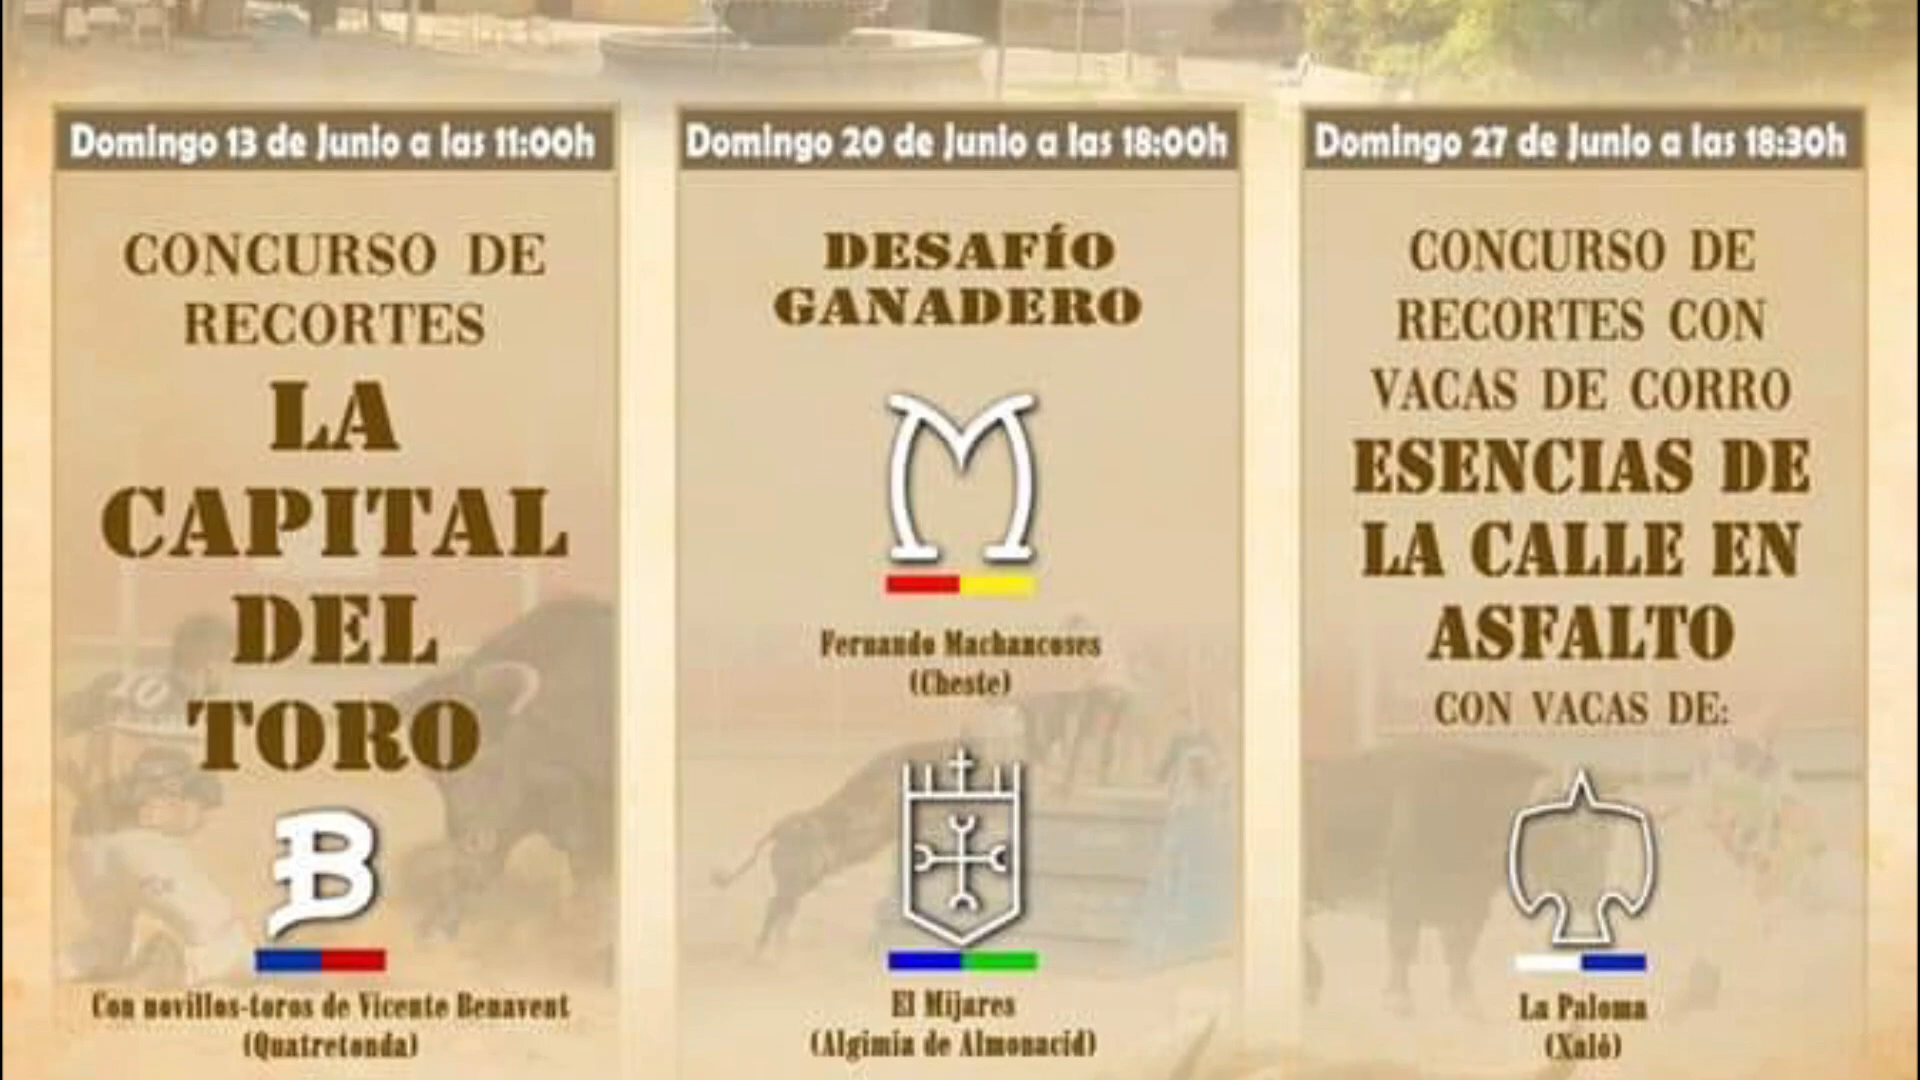 Domingo 13 de Junio a las 11:00h
CONCURSO DE
RECORTES
LA
CAPITAL
DEL
TORO
B
Con novillos-toros de Vicente Benavent
(Quatretonda)
Domingo 20 de Junio a las 18:00h
DESAFÍO
GANADERO
M
Fernando Machancoses
(Cheste)
El Mijares
(Algimia de Almonacid)
Domingo 27 de Junio a las 18:30h
CONCURSO DE
RECORTES CON
VACAS DE CORRO
ESENCIAS DE
LA CALLE EN
ASFALTO
CON VACAS DE:
La Paloma
(Xaló)